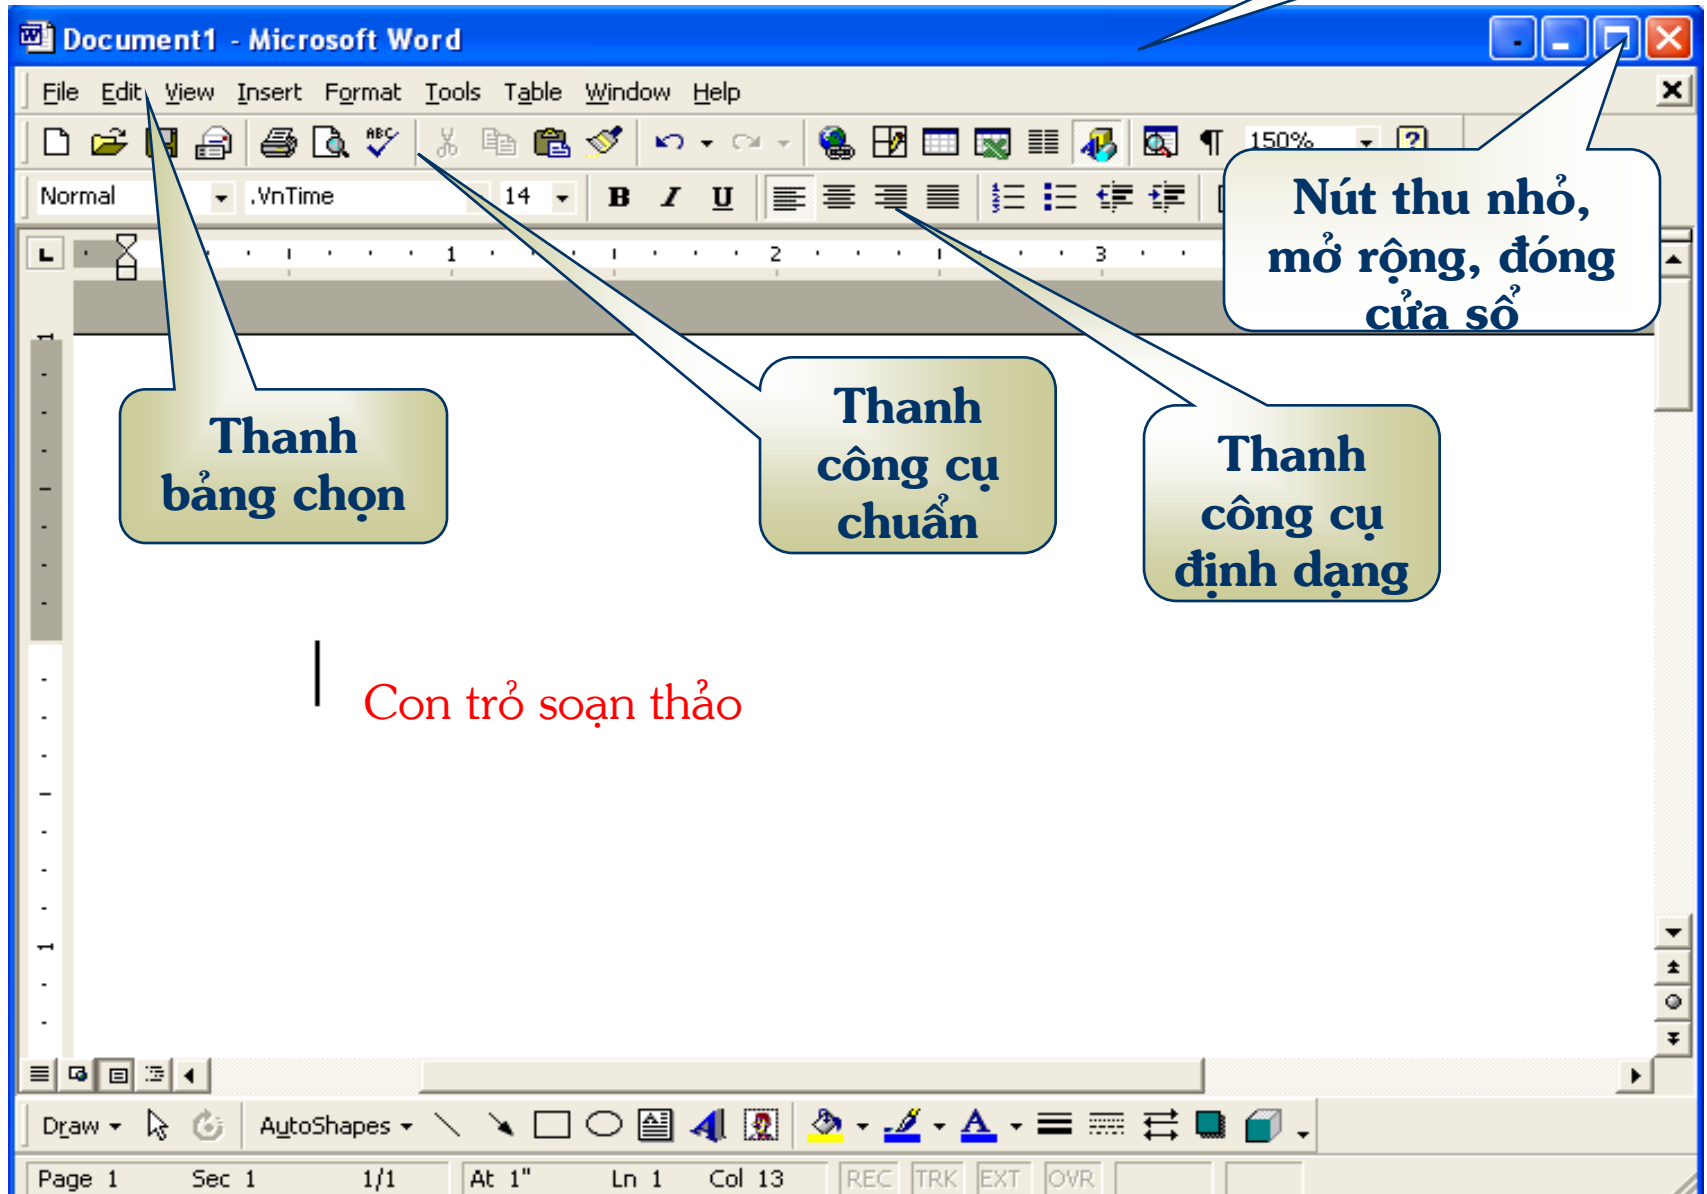 Document1 - Microsoft Word
File Edit View Insert Format Tools Table Window Help
ABC
150%
Normal .VnTime 14 B I U
1 2 3
Nút thu nhỏ,
mở rộng, đóng
cửa sổ
1
Thanh
bảng chọn
Thanh
công cụ
chuẩn
Thanh
công cụ
định dạng
Con trỏ soạn thảo
1
Draw AutoShapes
Page 1 Sec 1 1/1 At 1" Ln 1 Col 13 REC TRK EXT OVR